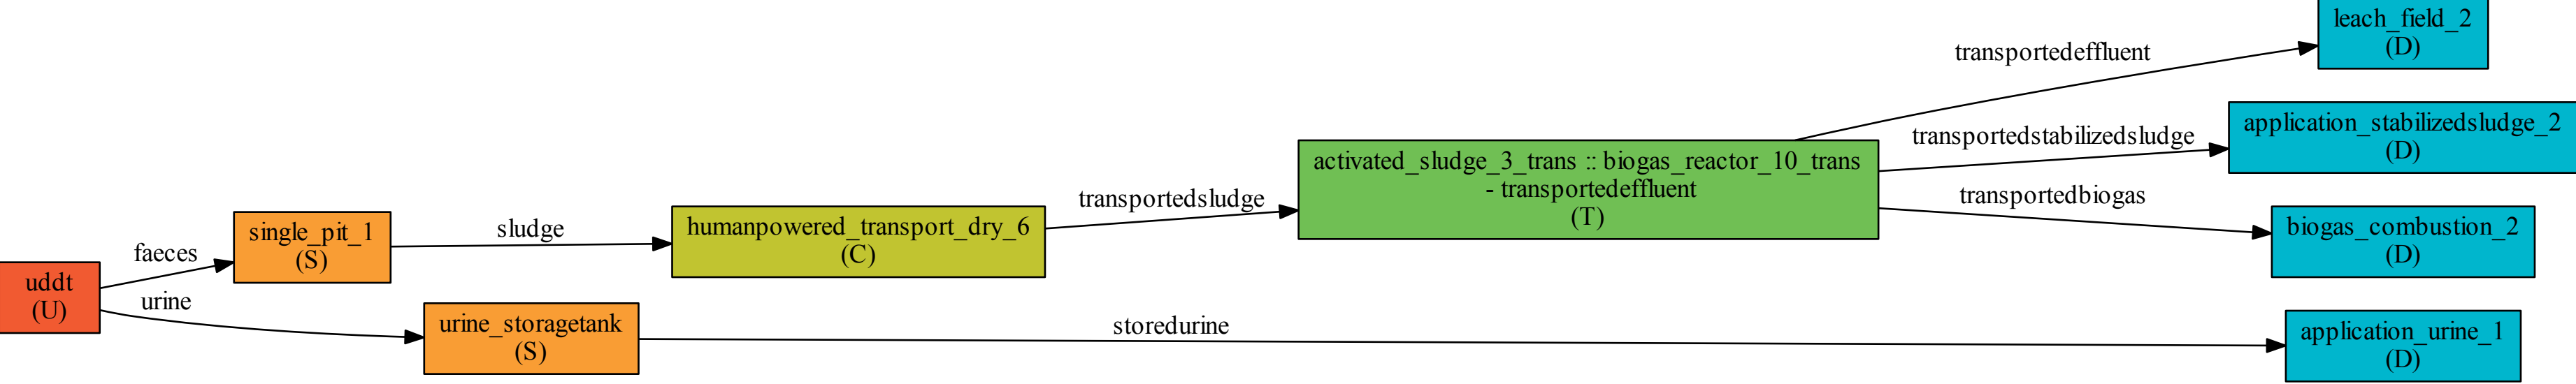 uddt
(U)
faeces
urine
single_pit_1
(S)
urine_storagetank
(S)
sludge
humanpowered_transport_dry_6
(C)
transportedsludge
storedurine
activated_sludge_3_trans :: biogas_reactor_10_trans
- transportedeffluent
(T)
transportedeffluent
transportedstabilizedsludge
transportedbiogas
leach_field_2
(D)
application_stabilizedsludge_2
(D)
biogas_combustion_2
(D)
application_urine_1
(D)